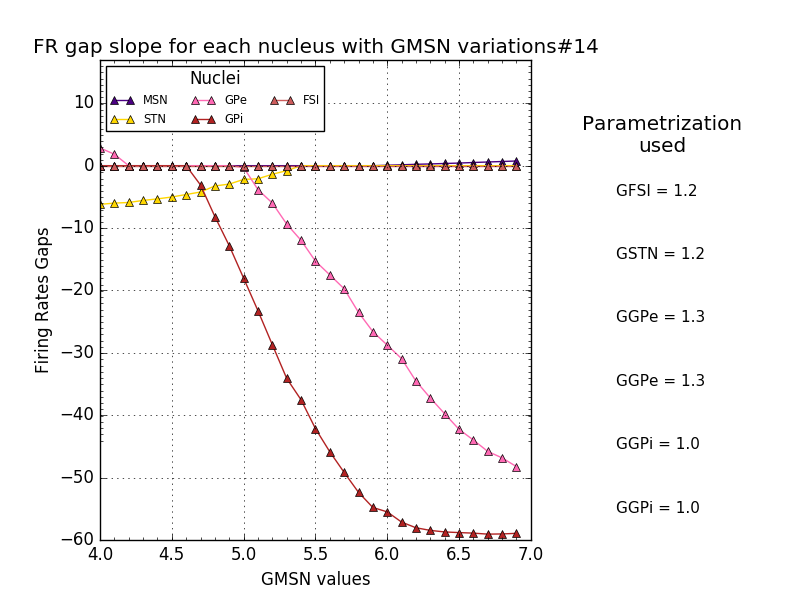 FR gap slope for each nucleus with GMSN variations#14
Nuclei
MSN GPe FSI
STN GPi
10
0
−10
−20
−30
−40
−50
−60
4.0 4.5 5.0 5.5 6.0 6.5 7.0
GMSN values
Firing Rates Gaps
Parametrization
used
GFSI = 1.2
GSTN = 1.2
GGPe = 1.3
GGPe = 1.3
GGPi = 1.0
GGPi = 1.0